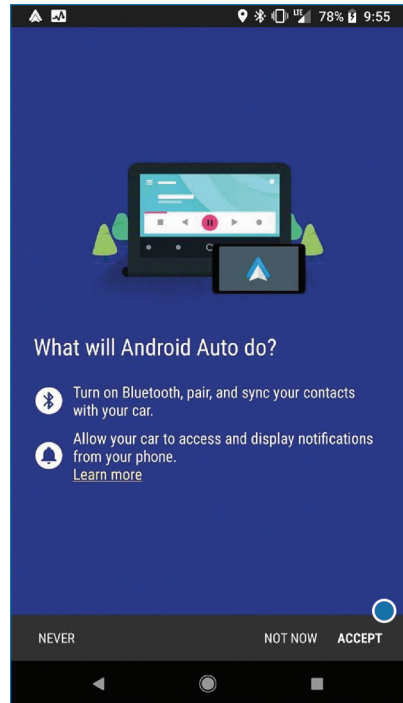 LTE 78% 9:55
What will Android Auto do?
Turn on Bluetooth, pair, and sync your contacts
with your car.
Allow your car to access and display notifications
from your phone.
Learn more
NEVER NOT NOW ACCEPT